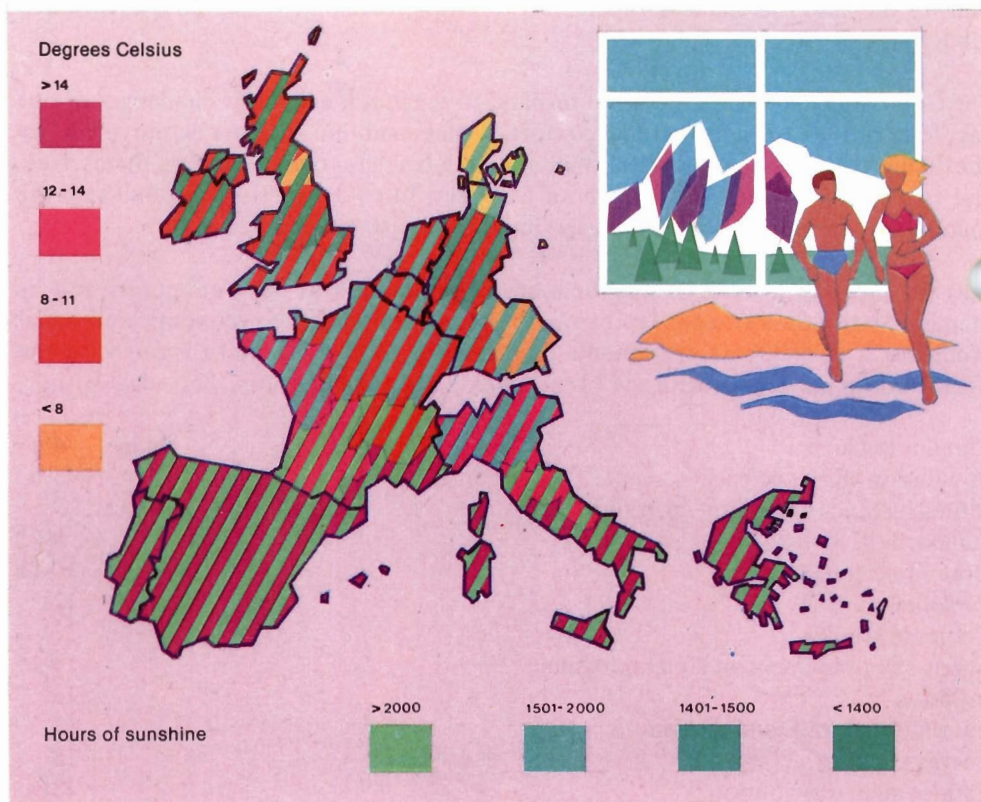 Degrees Celsius
> 14
12 - 14
8 - 11
< 8
Hours of sunshine
> 2000
1501-2000
1401-1500
< 1400